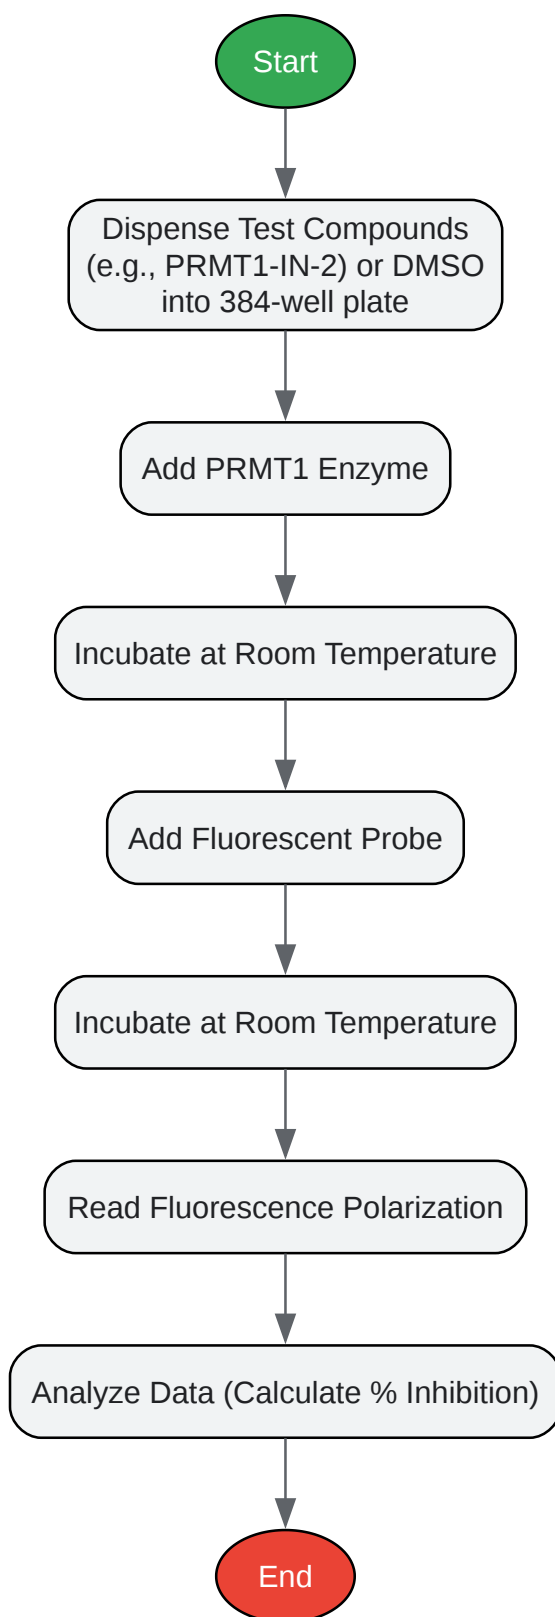 Start
Dispense Test Compounds
(e.g., PRMT1-IN-2) or DMSO
into 384-well plate
Add PRMT1 Enzyme
Incubate at Room Temperature
Add Fluorescent Probe
Incubate at Room Temperature
Read Fluorescence Polarization
Analyze Data (Calculate % Inhibition)
End